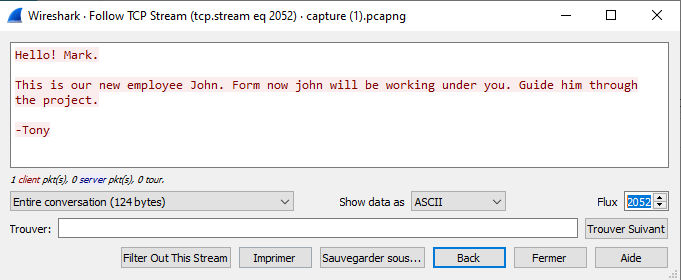 Wireshark · Follow TCP Stream (tcp.stream eq 2052) · capture (1).pcapng
Hello! Mark.
This is our new employee John. Form now john will be working under you. Guide him through
the project.
-Tony
1 client pkt(s), 0 server pkt(s), 0 tour.
Entire conversation (124 bytes) Show data as ASCII Flux 2052
Trouver: Trouver Suivant
Filter Out This Stream Imprimer Sauvegarder sous... Back Fermer Aide